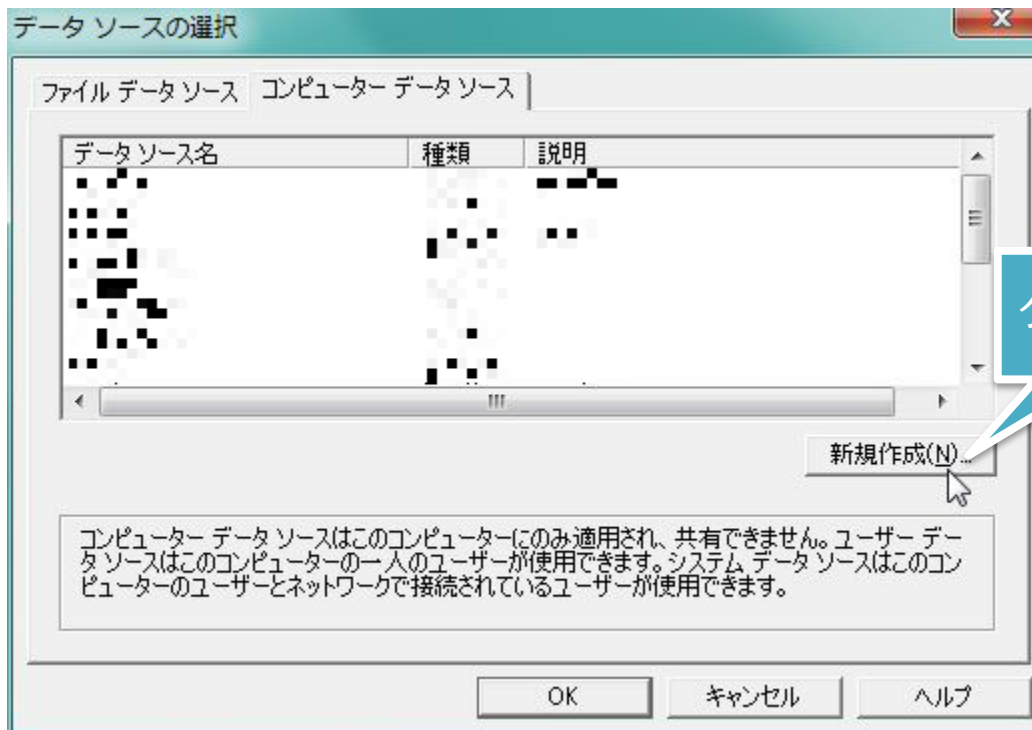 データ ソースの選択
ファイル データ ソース コンピューター データ ソース
データ ソース名 種類 説明
新規作成(N)...
コンピューター データ ソースはこのコンピューターにのみ適用され、共有できません。ユーザー デー
タ ソースはこのコンピューターの一人のユーザーが使用できます。システム データ ソースはこのコン
ピューターのユーザーとネットワークで接続されているユーザーが使用できます。
OK キャンセル ヘルプ